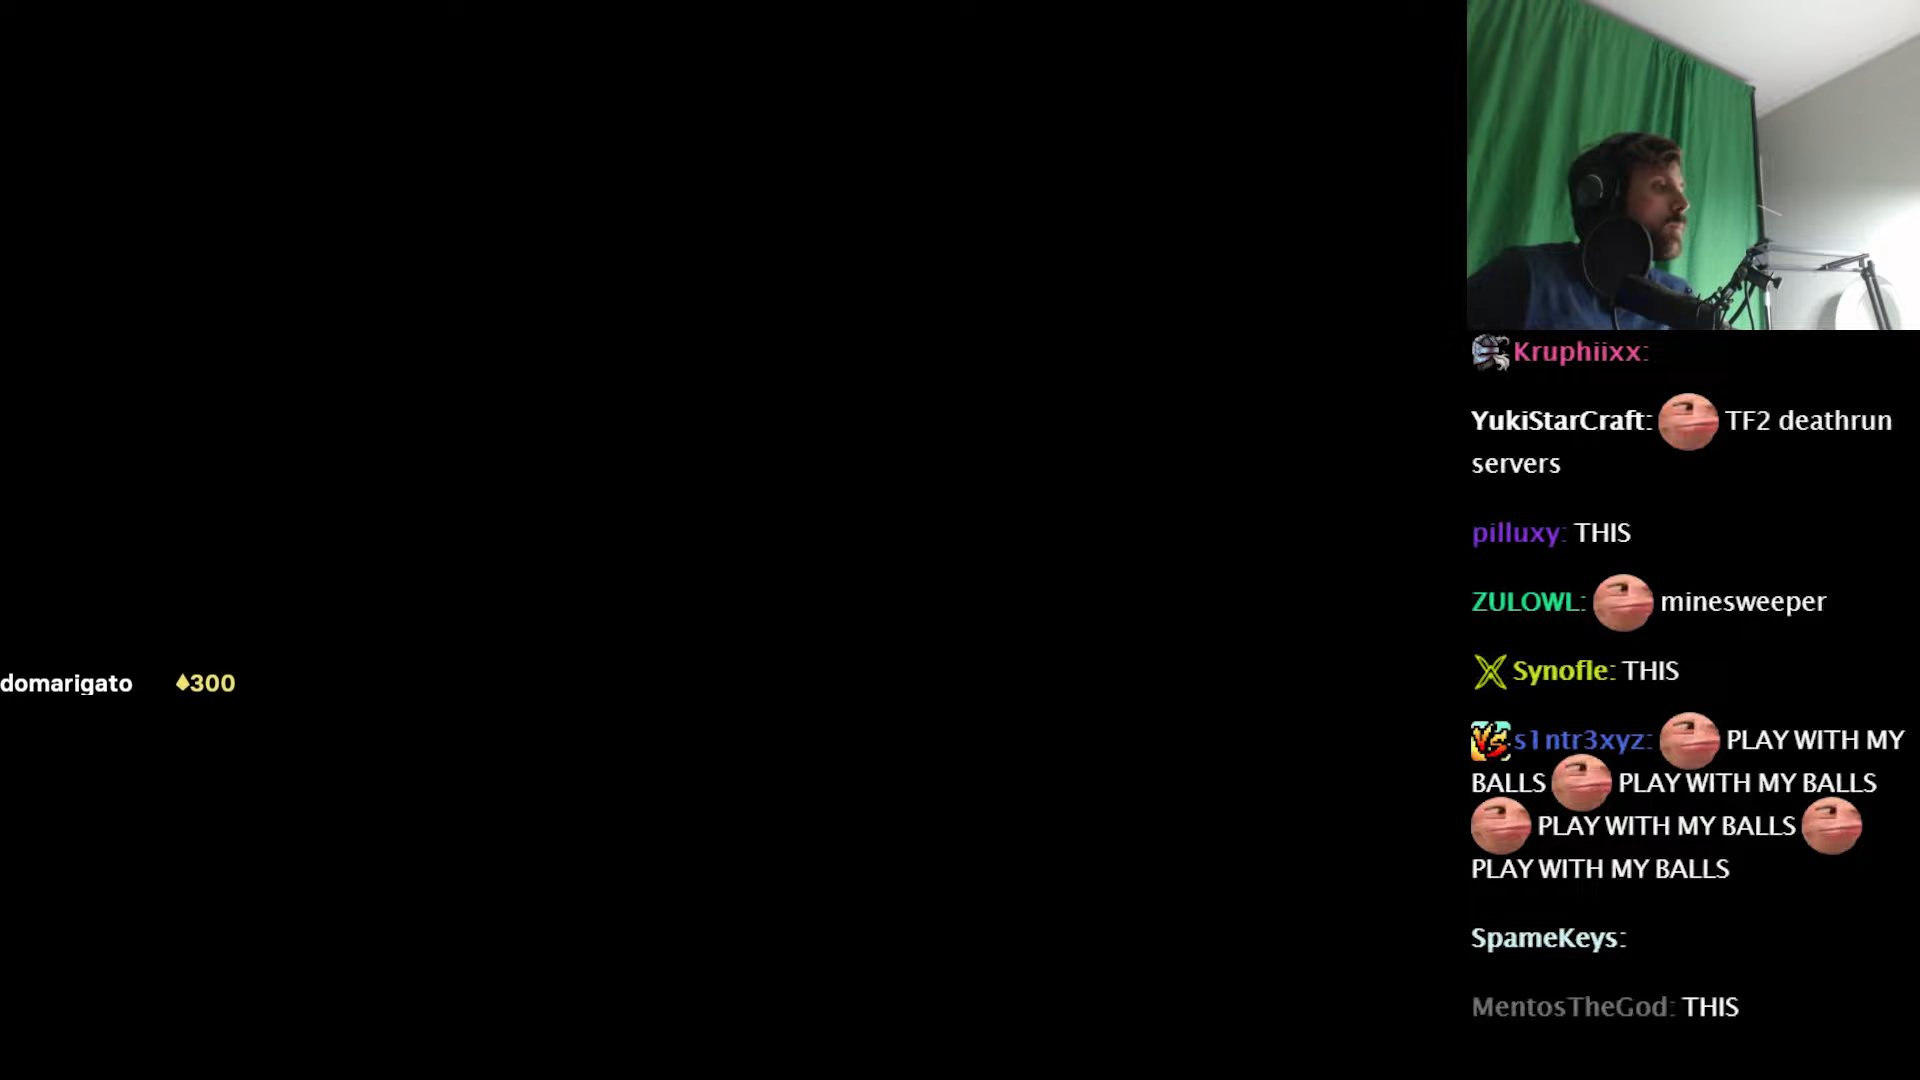 Kruphiixx:
YukiStarCraft: TF2 deathrun
servers
pilluxy: THIS
ZULOWL: minesweeper
domarigato 300
Synofle: THIS
s1ntr3xyz: PLAY WITH MY
BALLS PLAY WITH MY BALLS
PLAY WITH MY BALLS
PLAY WITH MY BALLS
SpameKeys:
MentosTheGod: THIS